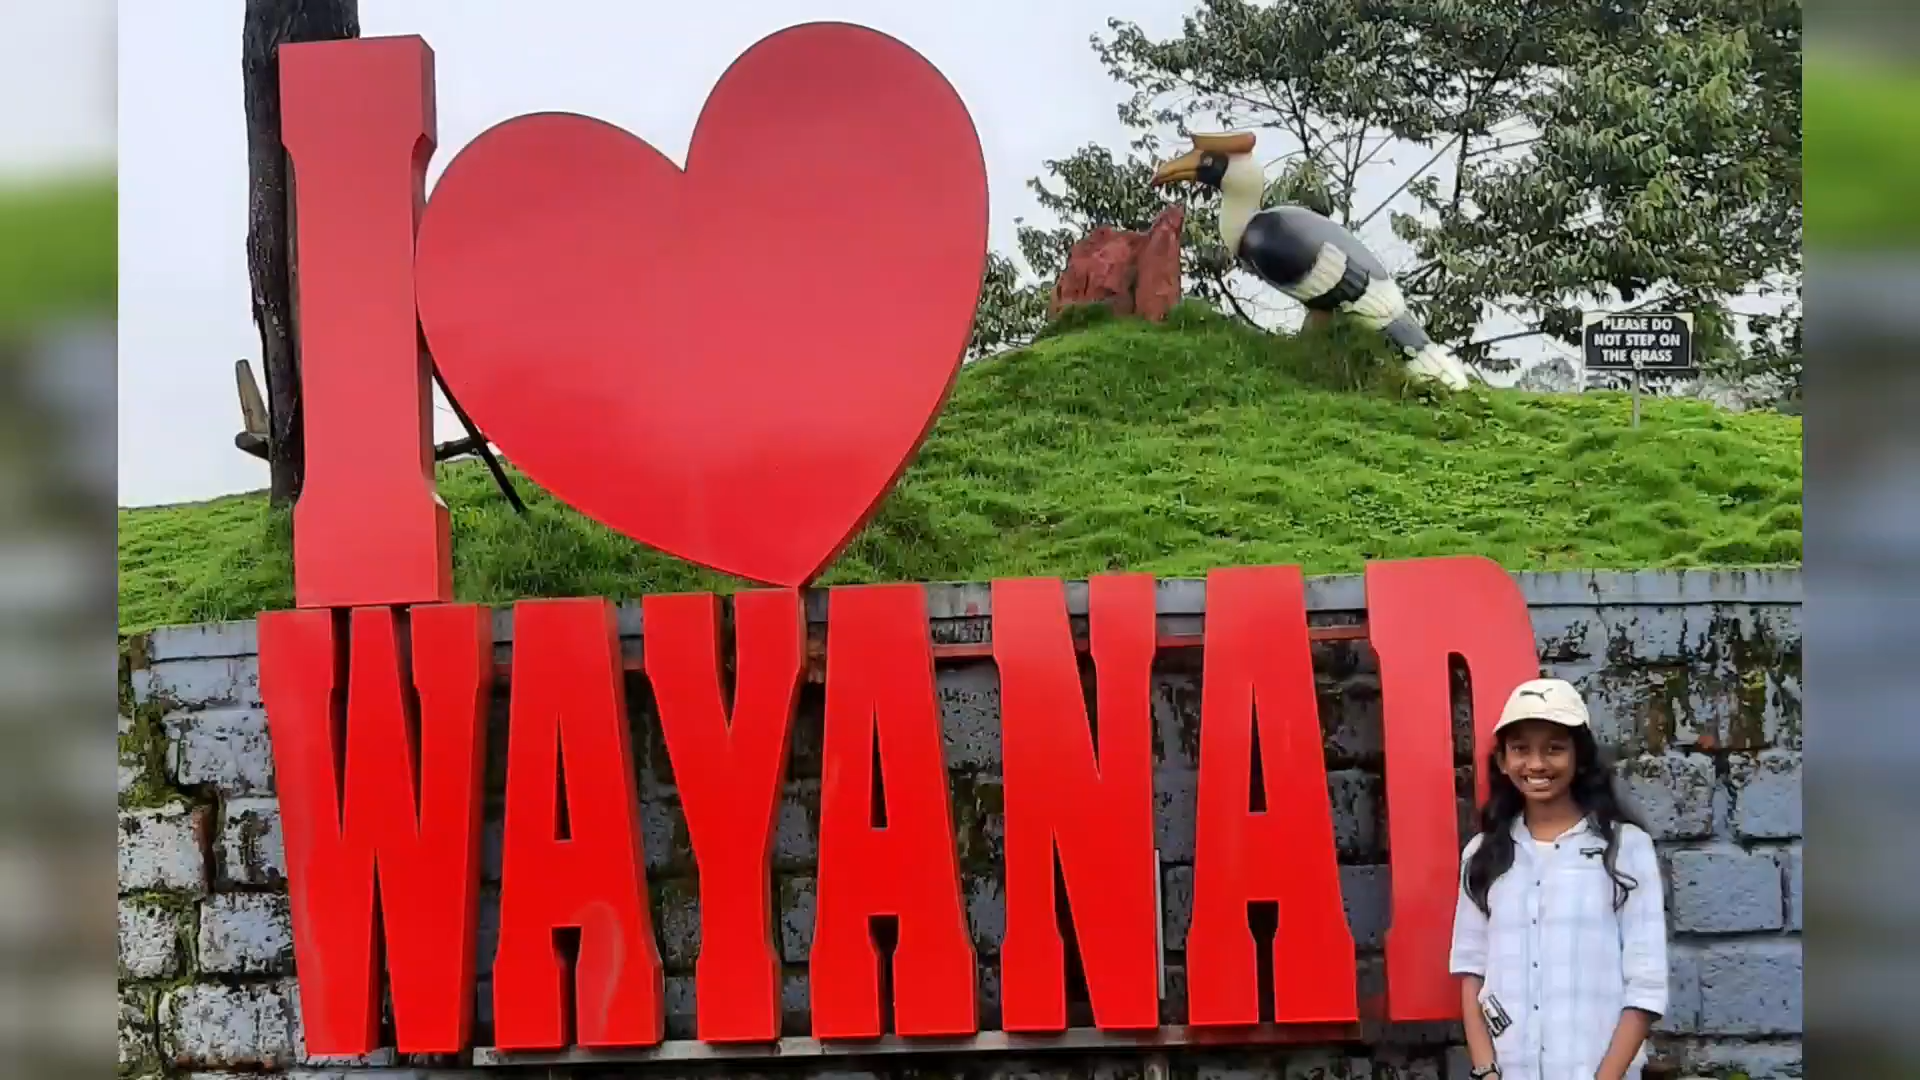 I
WAYANAD
PLEASE DO
NOT STEP ON
THE GRASS